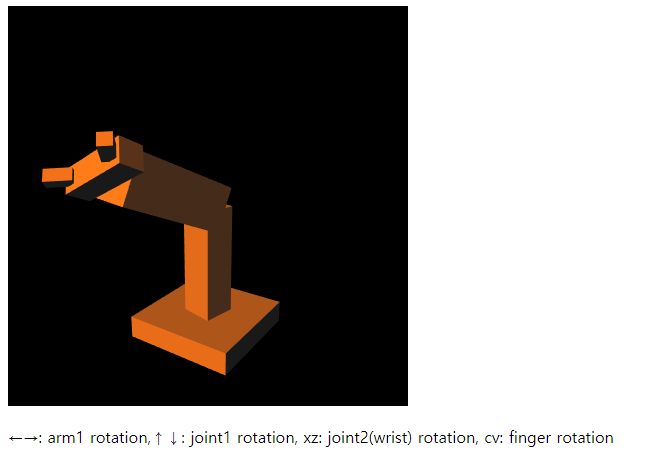 ←→: arm1 rotation, ↑ ↓ : joint1 rotation, xz: joint2(wrist) rotation, cv: finger rotation